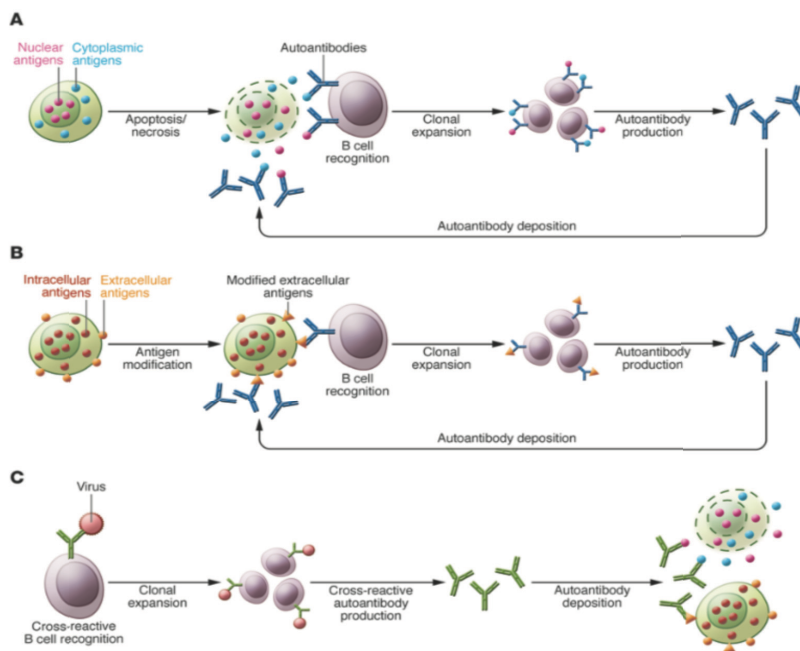 A
Nuclear
antigens
Cytoplasmic
antigens
Autoantibodies
Apoptosis/
necrosis
B cell
recognition
Clonal
expansion
Autoantibody
production
Autoantibody deposition
B
Intracellular
antigens
Extracellular
antigens
Modified extracellular
antigens
Antigen
modification
B cell
recognition
Clonal
expansion
Autoantibody
production
Autoantibody deposition
C
Virus
Cross-reactive
B cell recognition
Clonal
expansion
Cross-reactive
autoantibody
production
Autoantibody
deposition